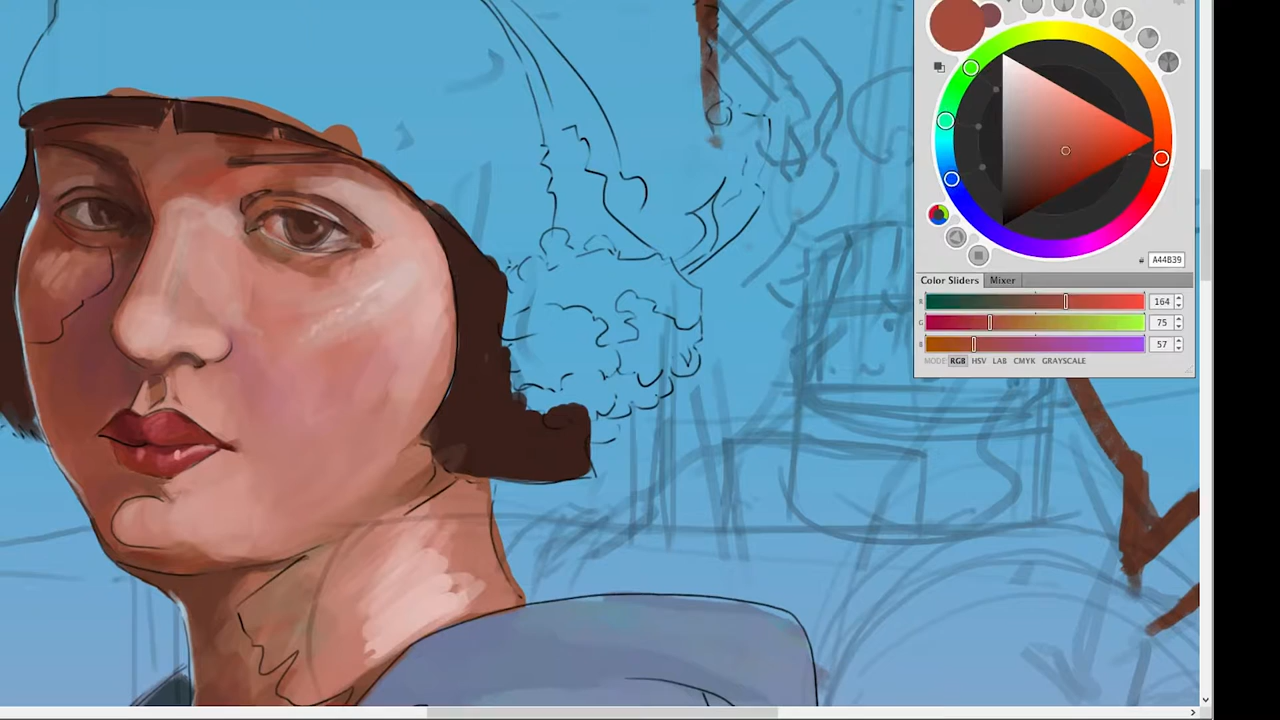 # A44B39
Color Sliders Mixer
R 164
G 75
B 57
MODE RGB HSV LAB CMYK GRAYSCALE